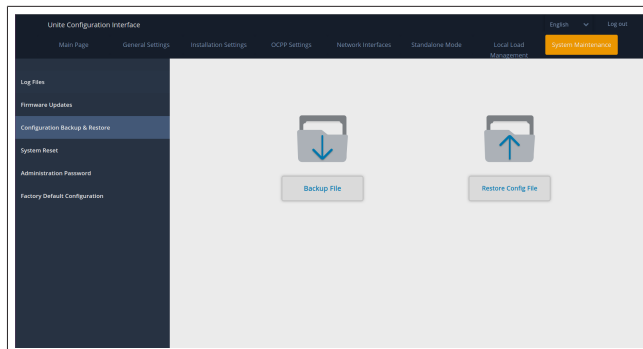 Unite Configuration Interface
English
Log out
Main Page
General Settings
Installation Settings
OCPP Settings
Network Interfaces
Standalone Mode
Local Load
Management
System Maintenance
Log Files
Firmware Updates
Configuration Backup & Restore
System Reset
Administration Password
Factory Default Configuration
Backup File
Restore Config File